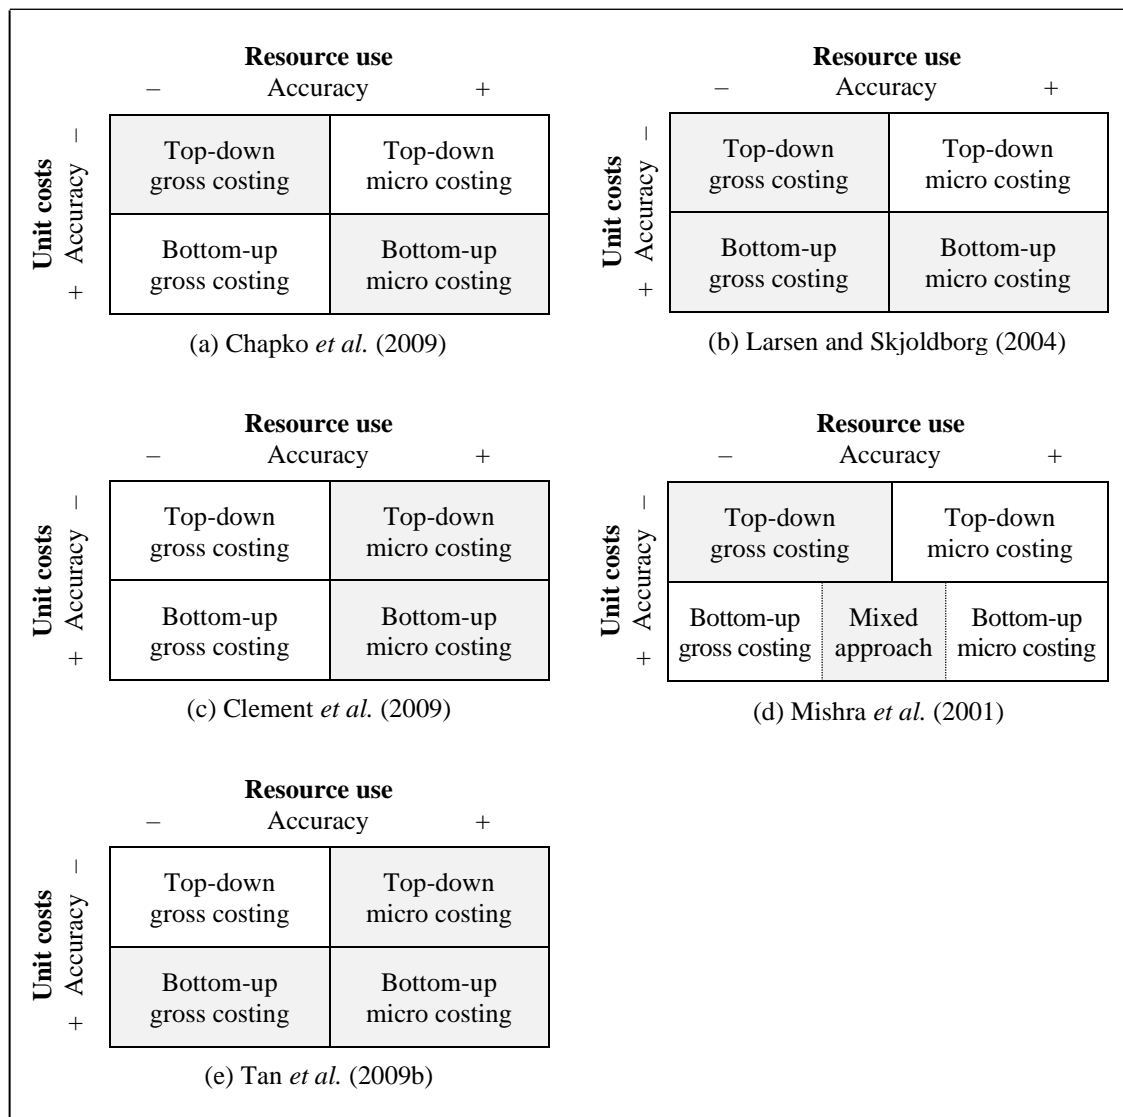 Resource use
– Accuracy +
Unit costs
+ Accuracy –
Top-down
gross costing
Top-down
micro costing
Bottom-up
gross costing
Bottom-up
micro costing
(a) Chapko et al. (2009)
Resource use
– Accuracy +
Unit costs
+ Accuracy –
Top-down
gross costing
Top-down
micro costing
Bottom-up
gross costing
Bottom-up
micro costing
(b) Larsen and Skjoldborg (2004)
Resource use
– Accuracy +
Unit costs
+ Accuracy –
Top-down
gross costing
Top-down
micro costing
Bottom-up
gross costing
Bottom-up
micro costing
(c) Clement et al. (2009)
Resource use
– Accuracy +
Unit costs
+ Accuracy –
Top-down
gross costing
Top-down
micro costing
Bottom-up
gross costing
Mixed
approach
Bottom-up
micro costing
(d) Mishra et al. (2001)
Resource use
– Accuracy +
Unit costs
+ Accuracy –
Top-down
gross costing
Top-down
micro costing
Bottom-up
gross costing
Bottom-up
micro costing
(e) Tan et al. (2009b)